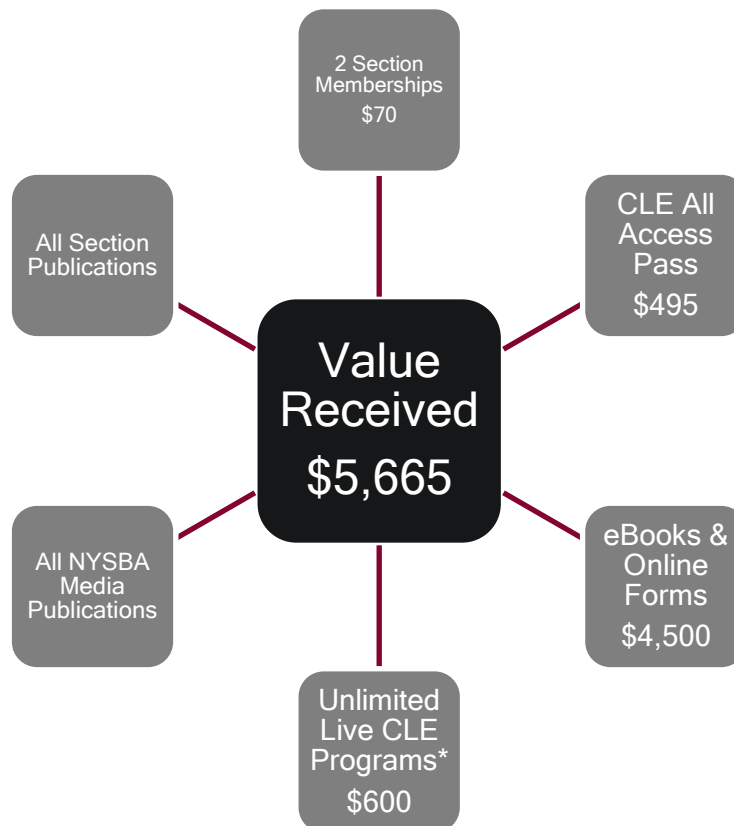 2 Section
Memberships
$70
CLE All
Access
Pass
$495
All Section
Publications
Value
Received
$5,665
All NYSBA
Media
Publications
eBooks &
Online
Forms
$4,500
Unlimited
Live CLE
Programs*
$600